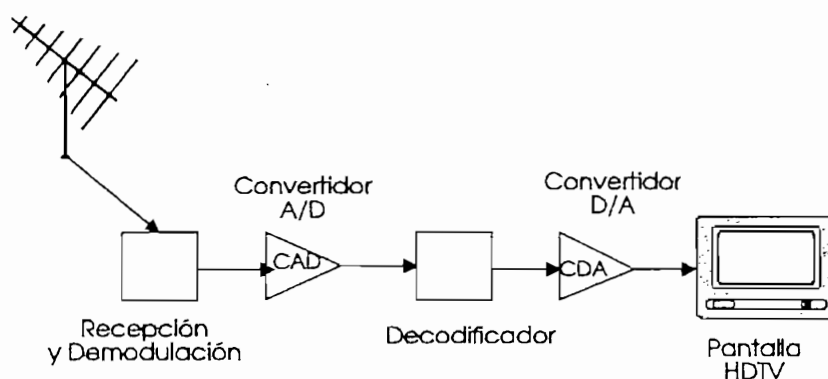 Convertidor
A/D
CAD
Convertidor
D/A
CDA
Recepción
y Demodulación
Decodificador
Pantalla
HDTV